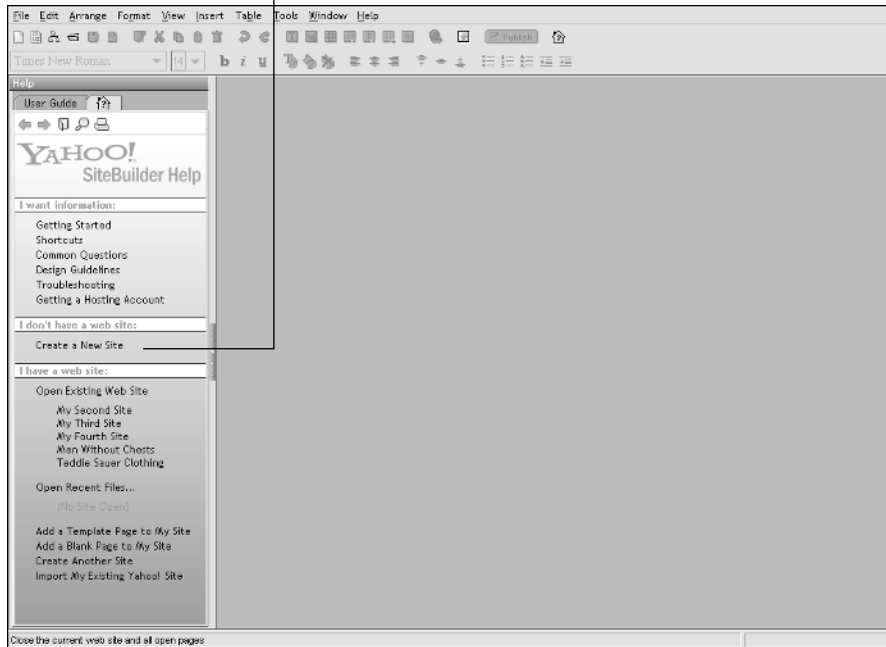 File Edit Arrange Format View Insert Table Tools Window Help
Publish
Times New Roman 14 b i u
Help
User Guide
YAHOO!
SiteBuilder Help
I want information:
Getting Started
Shortcuts
Common Questions
Design Guidelines
Troubleshooting
Getting a Hosting Account
I don't have a web site:
Create a New Site
I have a web site:
Open Existing Web Site
My Second Site
My Third Site
My Fourth Site
Men Without Chests
Teddie Sauer Clothing
Open Recent Files...
(No Site Open)
Add a Template Page to My Site
Add a Blank Page to My Site
Create Another Site
Import My Existing Yahoo! Site
Close the current web site and all open pages